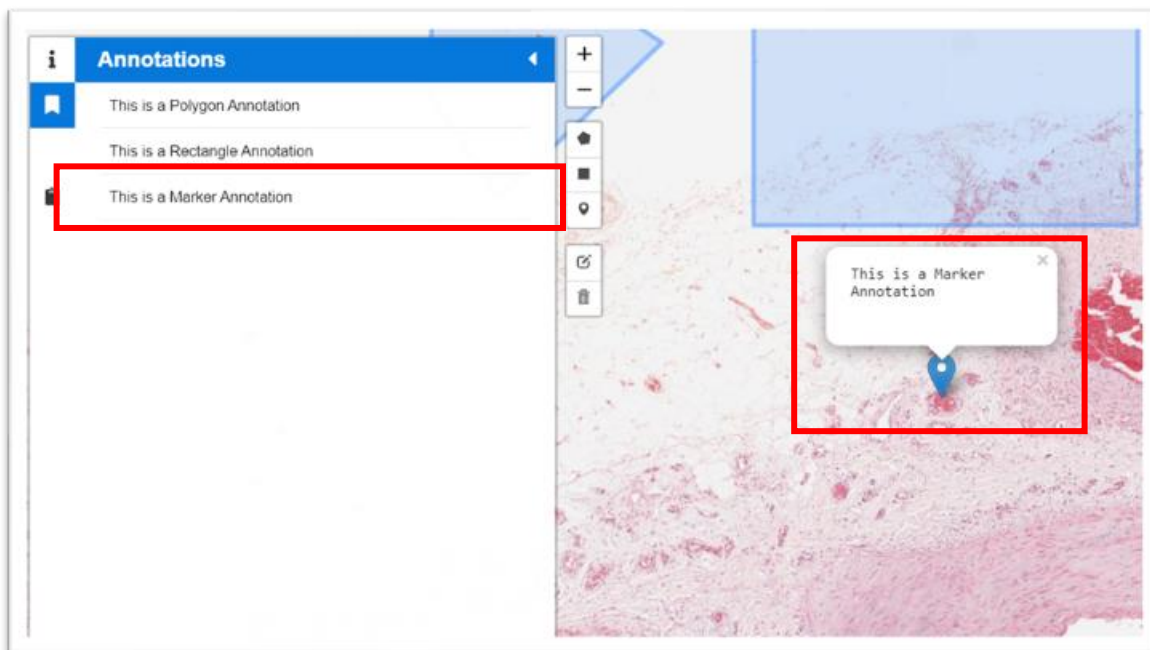 Annotations
This is a Polygon Annotation
This is a Rectangle Annotation
This is a Marker Annotation
This is a Marker
Annotation